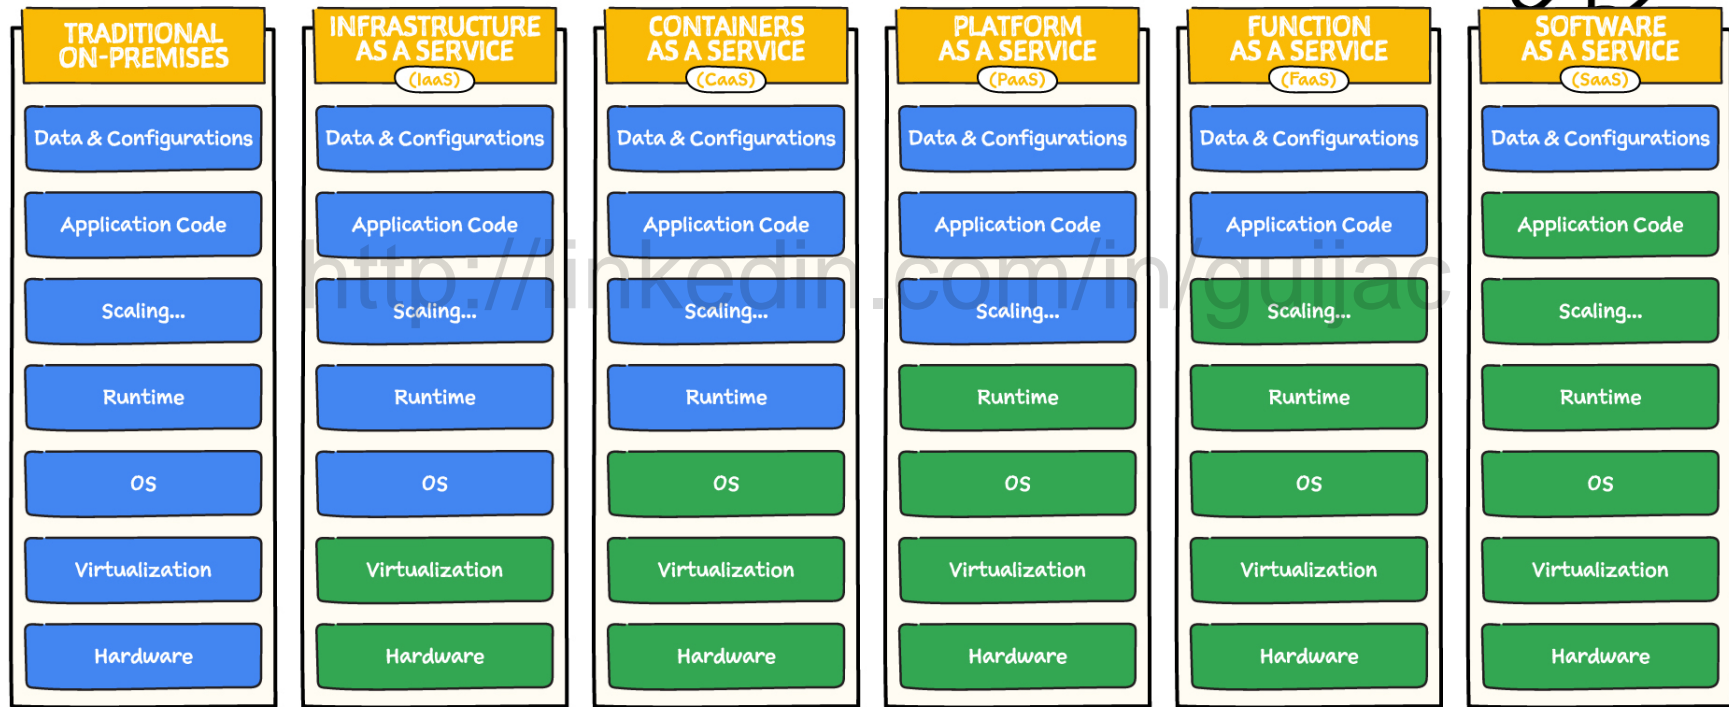 TRADITIONAL
ON-PREMISES
Data & Configurations
Application Code
Scaling...
Runtime
OS
Virtualization
Hardware
INFRASTRUCTURE
AS A SERVICE
(IaaS)
Data & Configurations
Application Code
Scaling...
Runtime
OS
Virtualization
Hardware
CONTAINERS
AS A SERVICE
(CaaS)
Data & Configurations
Application Code
Scaling...
Runtime
OS
Virtualization
Hardware
PLATFORM
AS A SERVICE
(PaaS)
Data & Configurations
Application Code
Scaling...
Runtime
OS
Virtualization
Hardware
FUNCTION
AS A SERVICE
(FaaS)
Data & Configurations
Application Code
Scaling...
Runtime
OS
Virtualization
Hardware
SOFTWARE
AS A SERVICE
(SaaS)
Data & Configurations
Application Code
Scaling...
Runtime
OS
Virtualization
Hardware
http://linkedin.com/in/guijac